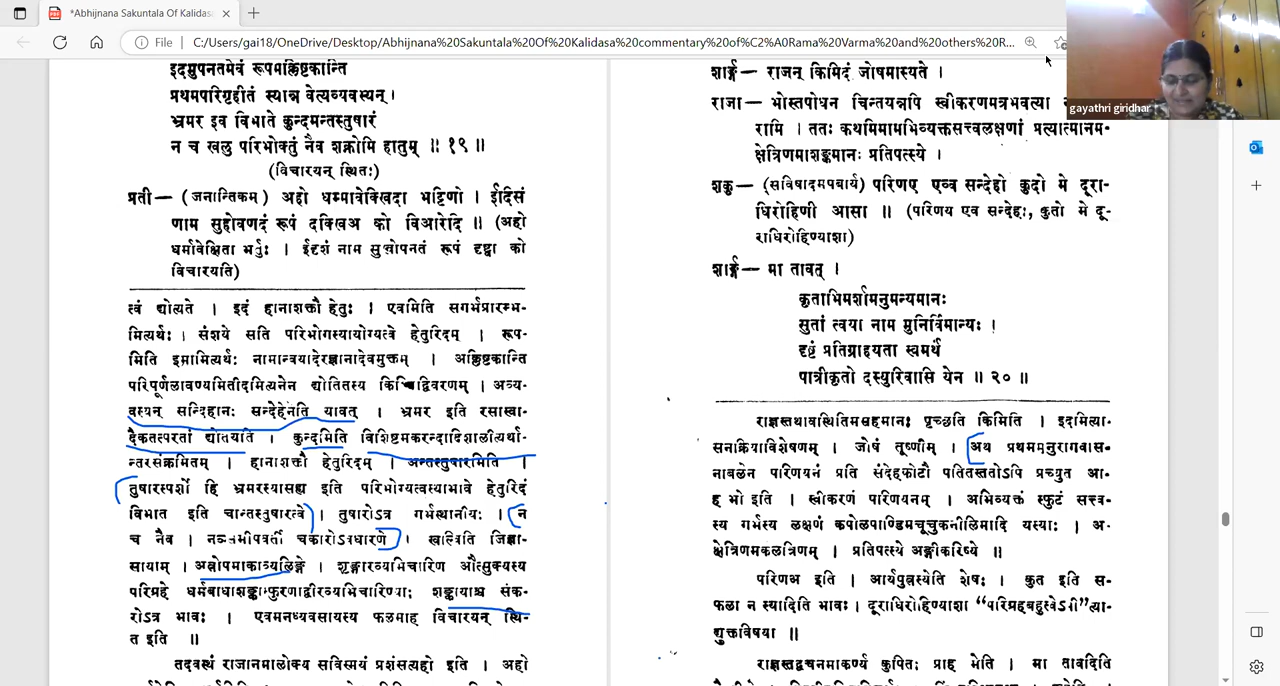 *Abhijnana Sakuntala Of Kalidas
File
C:/Users/gai18/OneDrive/Desktop/Abhijnana%20Sakuntala%20Of%20Kalidasa%20commentary%20of%C2%A0Rama%20Varma%20and%20others%20R...
gayathri giridhar
इदमुपनतमेवं रूपमक्लिष्टकान्ति
प्रथमपरिगृहीतं स्यान्न वेत्यव्यवस्यन् ।
भ्रमर इव विभाते कुन्दमन्तस्तुषारं
न च खलु परिभोक्तुं नैव शक्नोमि हातुम् ॥ १९ ॥
(विचारयन् स्थितः)
प्रती— (जनान्तिकम्) अहो धम्मावेक्खिदा भट्टिणो । ईदिसं
णाम सुहोवणदं रूवं दक्खिअ को विआरेदि ॥ (अहो
धर्मावेक्षिता भर्तुः । ईदृशं नाम सुखोपनतं रूपं दृष्ट्वा को
विचारयति)
त्वं द्योत्यते । इदं हानाशक्तौ हेतुः । एवमिति सगर्भप्रारम्भ-
मित्यर्थः । संशये सति परिभोगस्यायोग्यत्वे हेतुरिदम् । रूप-
मिति इमामित्यर्थः नामान्वयादेरज्ञानादेवमुक्तम् । अक्लिष्टकान्ति
परिपूर्णलावण्यमितीदमित्यनेन द्योतितस्य किञ्चिद्विवरणम् । अव्य-
वस्यन् सन्दिहानः सन्देहेनेति यावत् । भ्रमर इति रसास्वा-
दैकतत्परतां द्योतयति । कुन्दमिति विशिष्टमकरन्दादिशालीत्यर्था-
न्तरसंक्रमितम् । हानाशक्तौ हेतुरिदम् । अन्तस्तुषारमिति ।
तुषारस्पर्शो हि भ्रमरस्यासह्य इति परिभोग्यत्वस्याभावे हेतुरिदं
विभात इति चान्तस्तुषारत्वे । तुषारोऽत्र गर्भस्थानीयः । न
च नैव । चकारोऽवधारणे । खल्विति जिज्ञा-
सायाम् । अत्रोपमाकाव्यलिङ्गे । शृङ्गारव्यभिचारिण औत्सुक्यस्य
परिग्रहे धर्मबाधाशङ्कास्फुरणाद्वीरव्यभिचारिण्याः शङ्कायाश्च संक-
रोऽत्र भावः । एवमनध्यवसायस्य फलमाह विचारयन् स्थि-
त इति ॥
तदवस्थं राजानमालोक्य सविस्मयं प्रशंसत्यहो इति । अहो
शार्ङ्ग— राजन् किमिदं जोषमास्यते ।
राजा— भोस्तपोधन चिन्तयन्नपि स्वीकरणमत्रभवत्या
रामि । ततः कथमिमामभिव्यक्तसत्त्वलक्षणां प्रत्यात्मानम-
क्षेत्रिणमाशङ्कमानः प्रतिपत्स्ये ।
शकु— (सविषादमपवार्य) परिणए एव्व सन्देहो कुदो मे दूरा-
धिरोहिणी आसा ॥ (परिणय एव सन्देहः, कुतो मे दू-
राधिरोहिण्याशा)
शार्ङ्ग— मा तावत् ।
कृताभिमर्शामनुमन्यमानः
सुतां त्वया नाम मुनिर्विमान्यः ।
दृष्टं प्रतिग्राहयता स्वमर्थं
पात्रीकृतो दस्युरिवासि येन ॥ २० ॥
राज्ञस्तथावस्थितिमसहमानः पृच्छति किमिति । इदमित्या-
सनाक्रियाविशेषणम् । जोषं तूष्णीम् । अथ प्रथममनुरागवास-
नाबलेन परिणयनं प्रति संदेहकोटौ पतितस्ततोऽपि प्रच्युत आ-
ह भो इति । स्वीकरणं परिणयनम् । अभिव्यक्तं स्फुटं सत्त्व-
स्य गर्भस्य लक्षणं कपोलपाण्डिमचूचुकनीलिमादि यस्याः । अ-
क्षेत्रिणमकलत्रिणम् । प्रतिपत्स्ये अङ्गीकरिष्ये ॥
परिणअ इति । आर्यपुत्रस्येति शेषः । कुत इति स-
फला न स्यादिति भावः । दूराधिरोहिण्याशा “परिग्रहबहुत्वेऽपी”त्या-
द्युक्तविषया ॥
राज्ञस्तद्वचनमाकर्ण्य कुपितः प्राह मेति । मा तावदिति